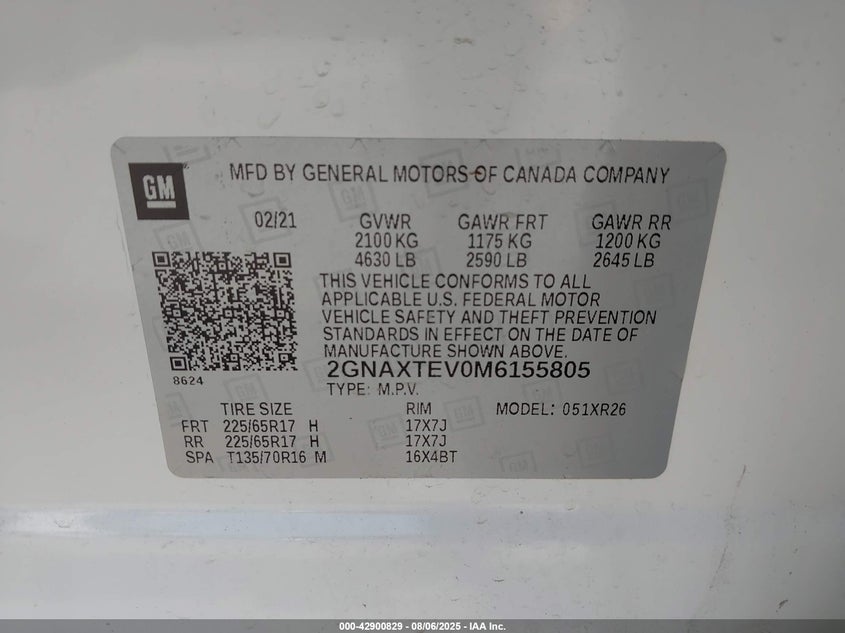 GM
MFD BY GENERAL MOTORS OF CANADA COMPANY
02/21 GVWR GAWR FRT GAWR RR
2100 KG 1175 KG 1200 KG
4630 LB 2590 LB 2645 LB
THIS VEHICLE CONFORMS TO ALL
APPLICABLE U.S. FEDERAL MOTOR
VEHICLE SAFETY AND THEFT PREVENTION
STANDARDS IN EFFECT ON THE DATE OF
MANUFACTURE SHOWN ABOVE.
8624 2GNAXTEV0M6155805
TYPE: M.P.V.
TIRE SIZE RIM MODEL: 051XR26
FRT 225/65R17 H 17X7J
RR 225/65R17 H 17X7J
SPA T135/70R16 M 16X4BT
000-42900829 - 08/06/2025 - IAA Inc.